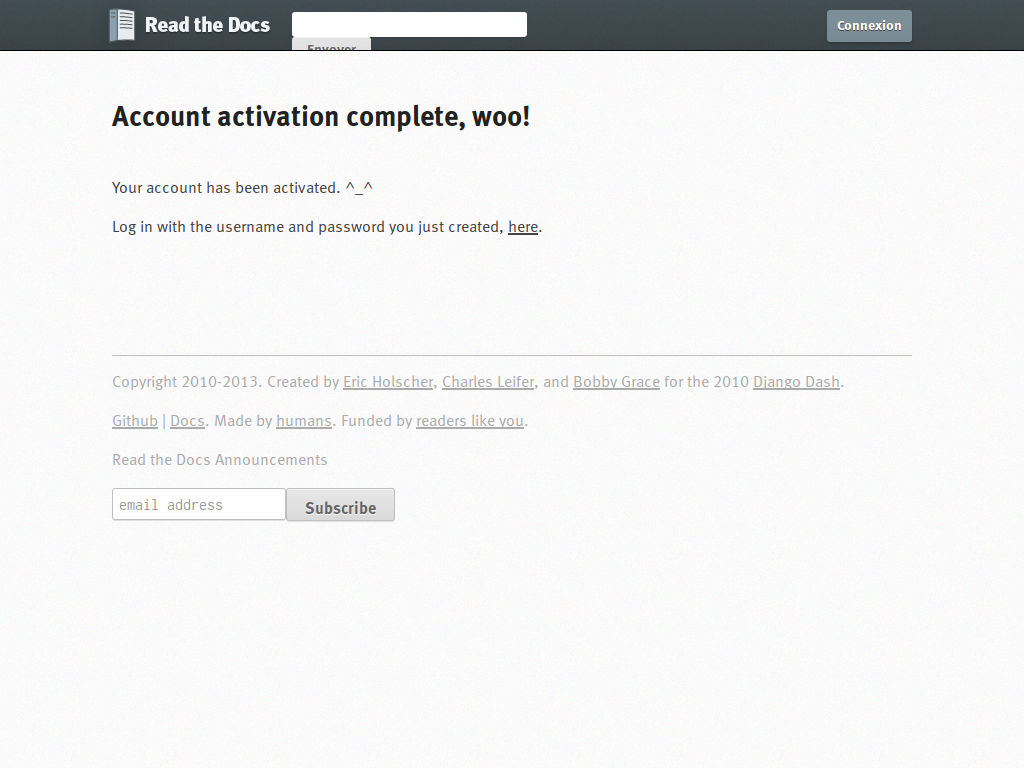 Read the Docs
Envoyer
Connexion
Account activation complete, woo!
Your account has been activated. ^_^
Log in with the username and password you just created, here.
Copyright 2010-2013. Created by Eric Holscher, Charles Leifer, and Bobby Grace for the 2010 Django Dash.
Github | Docs. Made by humans. Funded by readers like you.
Read the Docs Announcements
email address
Subscribe